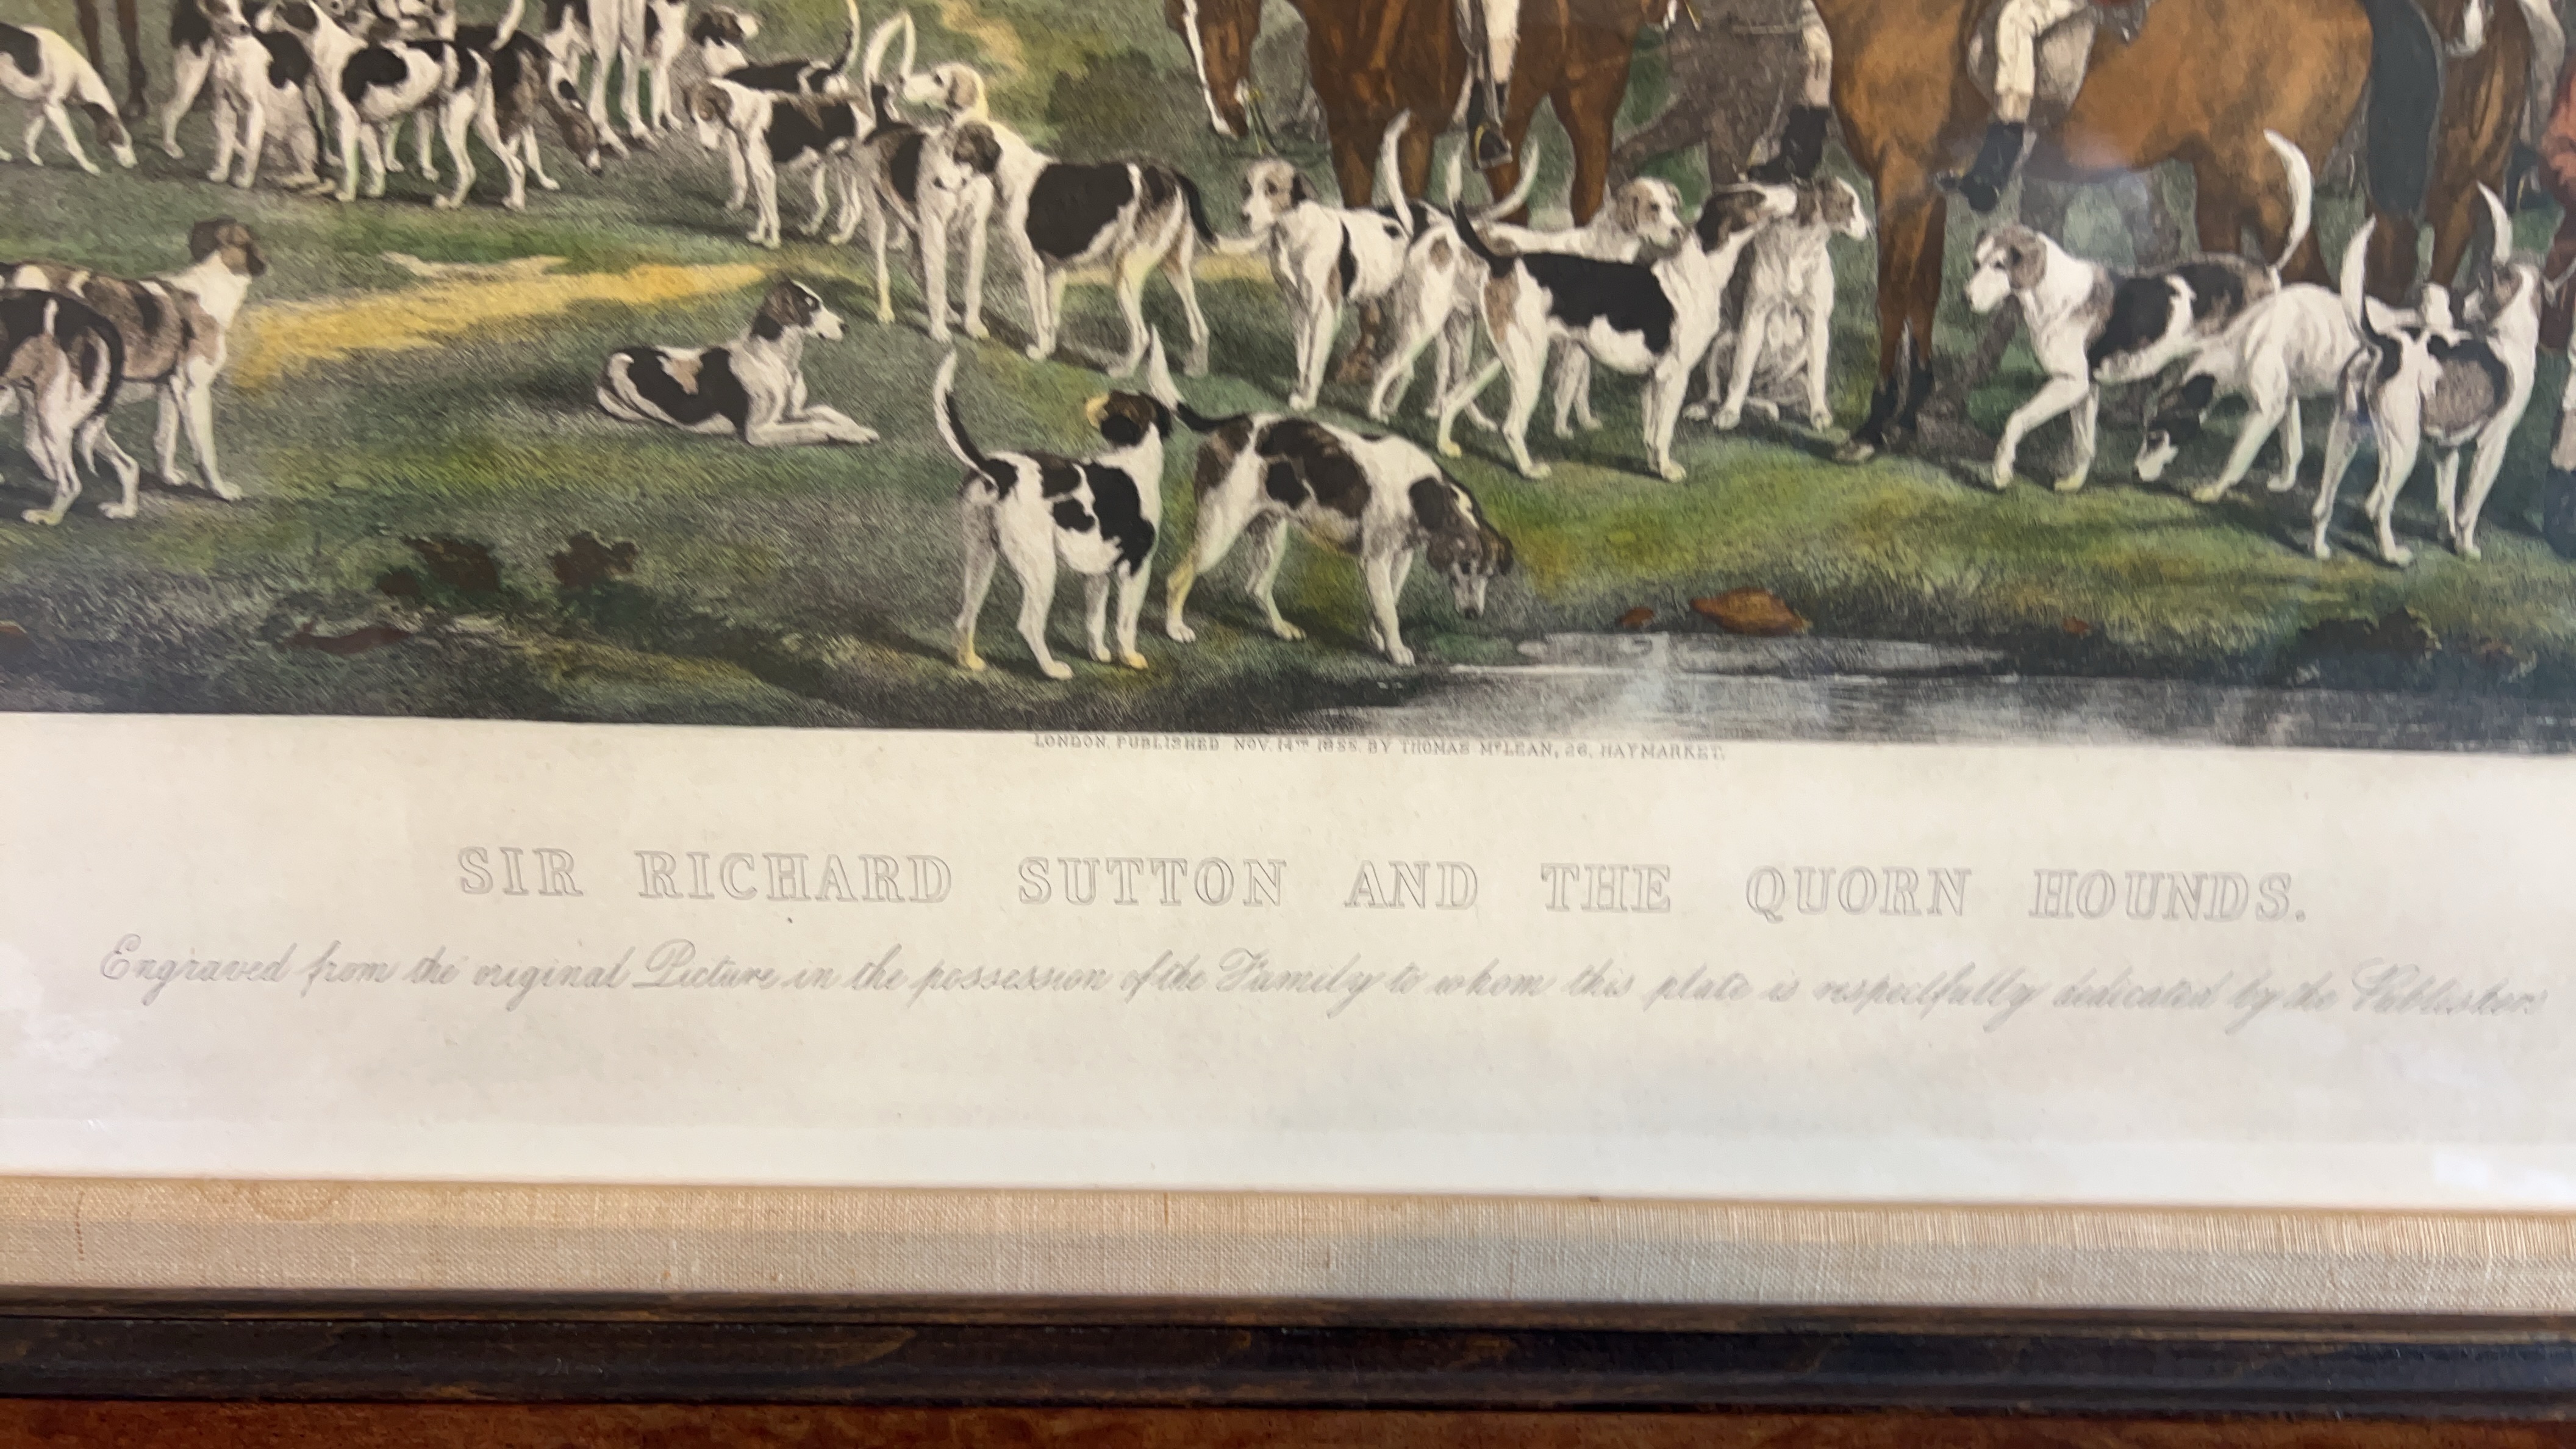 LONDON. PUBLISHED NOV. 14TH 1855. BY THOMAS McLEAN, 26, HAYMARKET.
SIR RICHARD SUTTON AND THE QUORN HOUNDS.
Engraved from the original Picture in the possession of the Family to whom this plate is respectfully dedicated by the Publishers